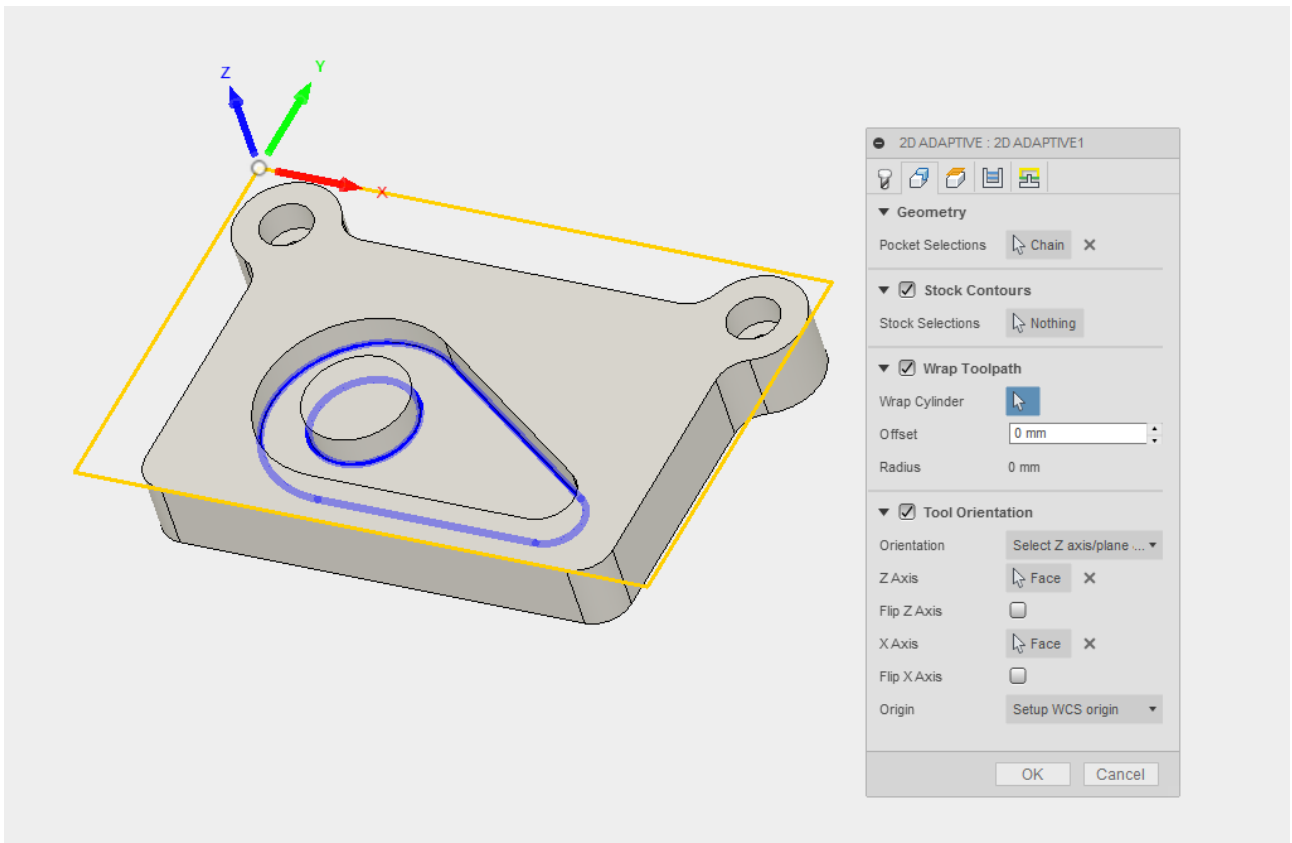 Z
Y
X
2D ADAPTIVE : 2D ADAPTIVE1
Geometry
Pocket Selections Chain
Stock Contours
Stock Selections Nothing
Wrap Toolpath
Wrap Cylinder
Offset 0 mm
Radius 0 mm
Tool Orientation
Orientation Select Z axis/plane ...
Z Axis Face
Flip Z Axis
X Axis Face
Flip X Axis
Origin Setup WCS origin
OK Cancel